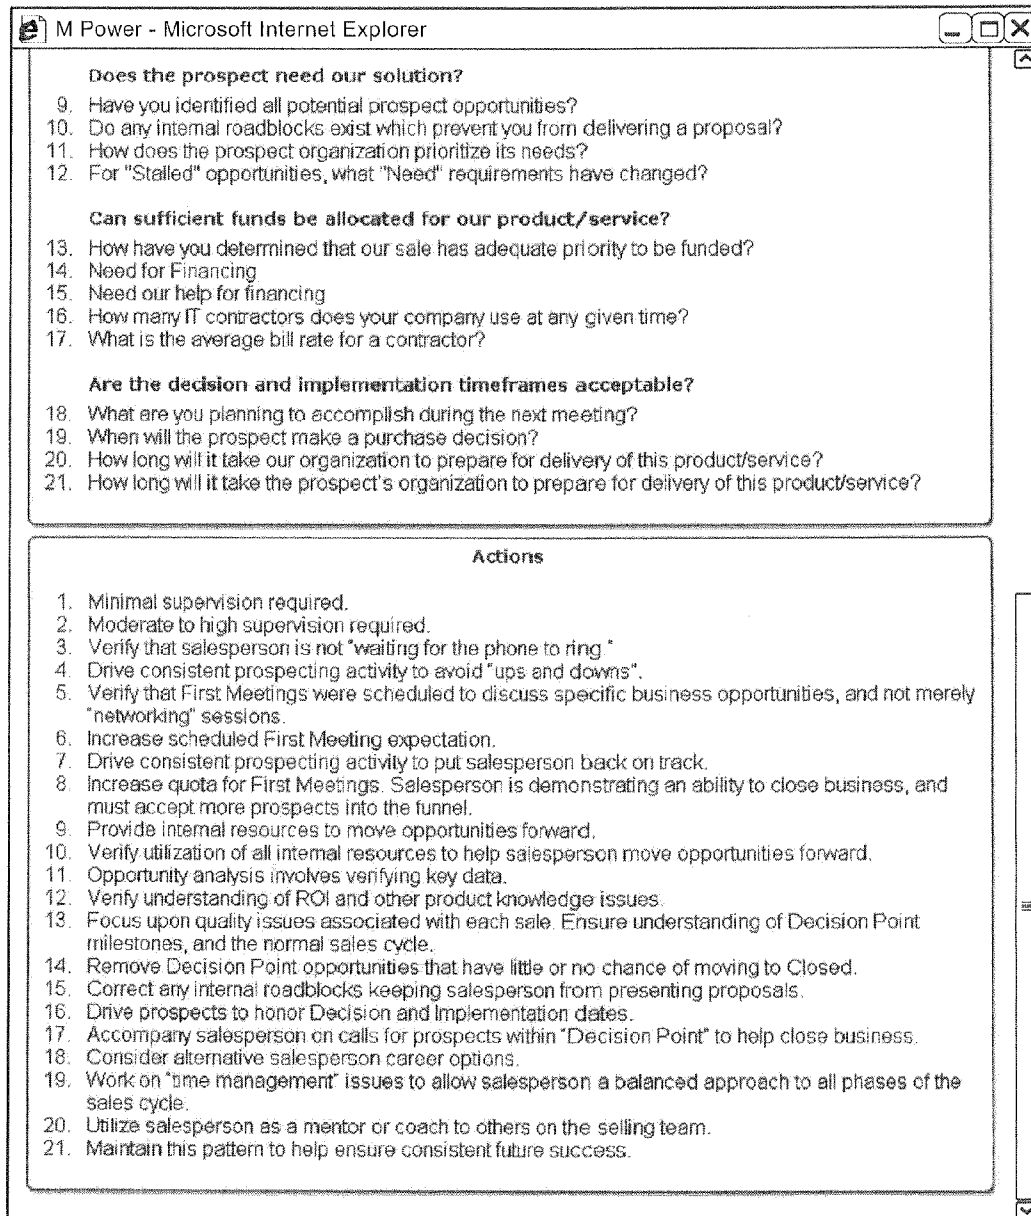 M Power - Microsoft Internet Explorer
Does the prospect need our solution?
9. Have you identified all potential prospect opportunities?
10. Do any internal roadblocks exist which prevent you from delivering a proposal?
11. How does the prospect organization prioritize its needs?
12. For "Stalled" opportunities, what "Need" requirements have changed?
Can sufficient funds be allocated for our product/service?
13. How have you determined that our sale has adequate priority to be funded?
14. Need for Financing
15. Need our help for financing
16. How many IT contractors does your company use at any given time?
17. What is the average bill rate for a contractor?
Are the decision and implementation timeframes acceptable?
18. What are you planning to accomplish during the next meeting?
19. When will the prospect make a purchase decision?
20. How long will it take our organization to prepare for delivery of this product/service?
21. How long will it take the prospect's organization to prepare for delivery of this product/service?
Actions
1. Minimal supervision required.
2. Moderate to high supervision required.
3. Verify that salesperson is not "waiting for the phone to ring."
4. Drive consistent prospecting activity to avoid "ups and downs".
5. Verify that First Meetings were scheduled to discuss specific business opportunities, and not merely
"networking" sessions.
6. Increase scheduled First Meeting expectation.
7. Drive consistent prospecting activity to put salesperson back on track.
8. Increase quota for First Meetings. Salesperson is demonstrating an ability to close business, and
must accept more prospects into the funnel.
9. Provide internal resources to move opportunities forward.
10. Verify utilization of all internal resources to help salesperson move opportunities forward.
11. Opportunity analysis involves verifying key data.
12. Verify understanding of ROI and other product knowledge issues.
13. Focus upon quality issues associated with each sale. Ensure understanding of Decision Point
milestones, and the normal sales cycle.
14. Remove Decision Point opportunities that have little or no chance of moving to Closed.
15. Correct any internal roadblocks keeping salesperson from presenting proposals.
16. Drive prospects to honor Decision and Implementation dates.
17. Accompany salesperson on calls for prospects within "Decision Point" to help close business.
18. Consider alternative salesperson career options.
19. Work on "time management" issues to allow salesperson a balanced approach to all phases of the
sales cycle.
20. Utilize salesperson as a mentor or coach to others on the selling team.
21. Maintain this pattern to help ensure consistent future success.